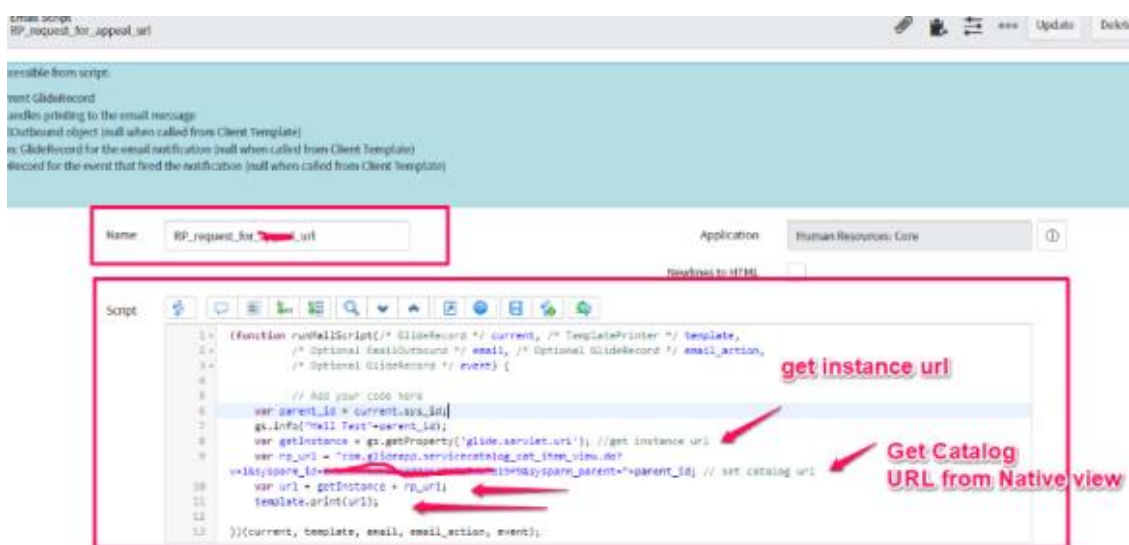 Email Script
RP_request_for_appeal_url
Update Delete
cessible from script:
rent GlideRecord
andles printing to the email message
lOutbound object (null when called from Client Template)
n: GlideRecord for the email notification (null when called from Client Template)
eRecord for the event that fired the notification (null when called from Client Template)
Name RP_request_for_ _url Application Human Resources: Core
Newlines to HTML
Script
1 (function runMailScript(/* GlideRecord */ current, /* TemplatePrinter */ template,
2 /* Optional EmailOutbound */ email, /* Optional GlideRecord */ email_action,
3 /* Optional GlideRecord */ event) {
4
get instance url
5 // Add your code here
6 var parent_id = current.sys_id;
7 gs.info("Mail Test"+parent_id);
8 var getInstance = gs.getProperty('glide.servlet.uri'); //get instance url
9 var rp_url = "com.glideapp.servicecatalog_cat_item_view.do?
v=1&sysparm_id= &sysparm_parent="+parent_id; // set catalog url
Get Catalog
URL from Native view
10 var url = getInstance + rp_url;
11 template.print(url);
12
13 })(current, template, email, email_action, event);